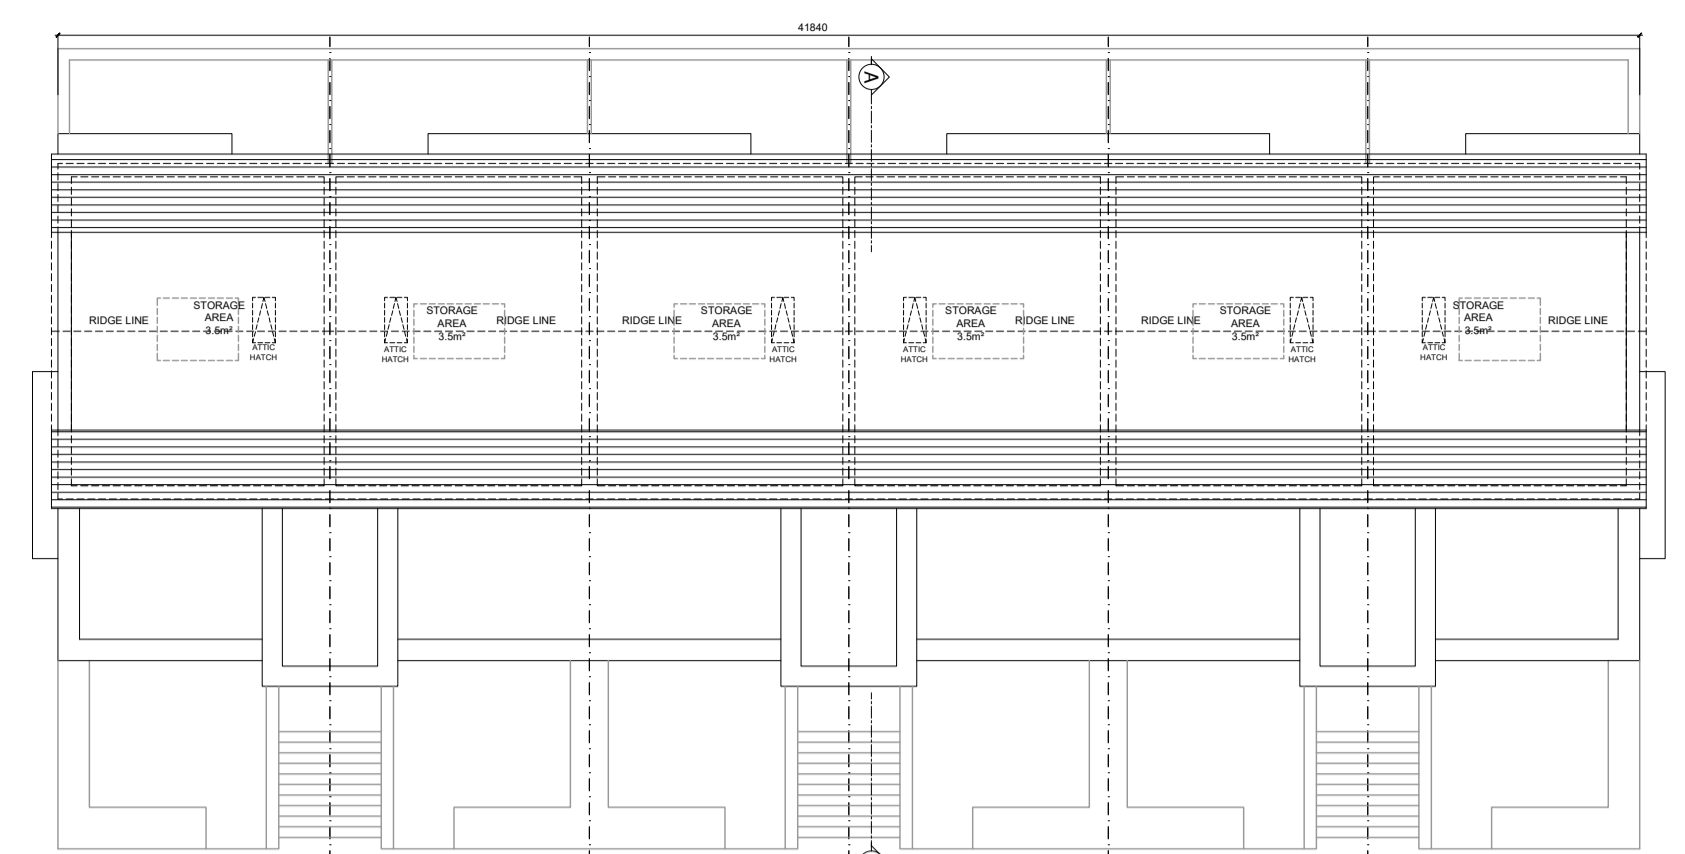 41840
A
STORAGE
AREA
3.5m²
RIDGE LINE
ATTIC
HATCH
ATTIC
HATCH
STORAGE
AREA
3.5m²
RIDGE LINE
RIDGE LINE
STORAGE
AREA
3.5m²
ATTIC
HATCH
ATTIC
HATCH
STORAGE
AREA
3.5m²
RIDGE LINE
RIDGE LINE
STORAGE
AREA
3.5m²
ATTIC
HATCH
ATTIC
HATCH
STORAGE
AREA
3.5m²
RIDGE LINE